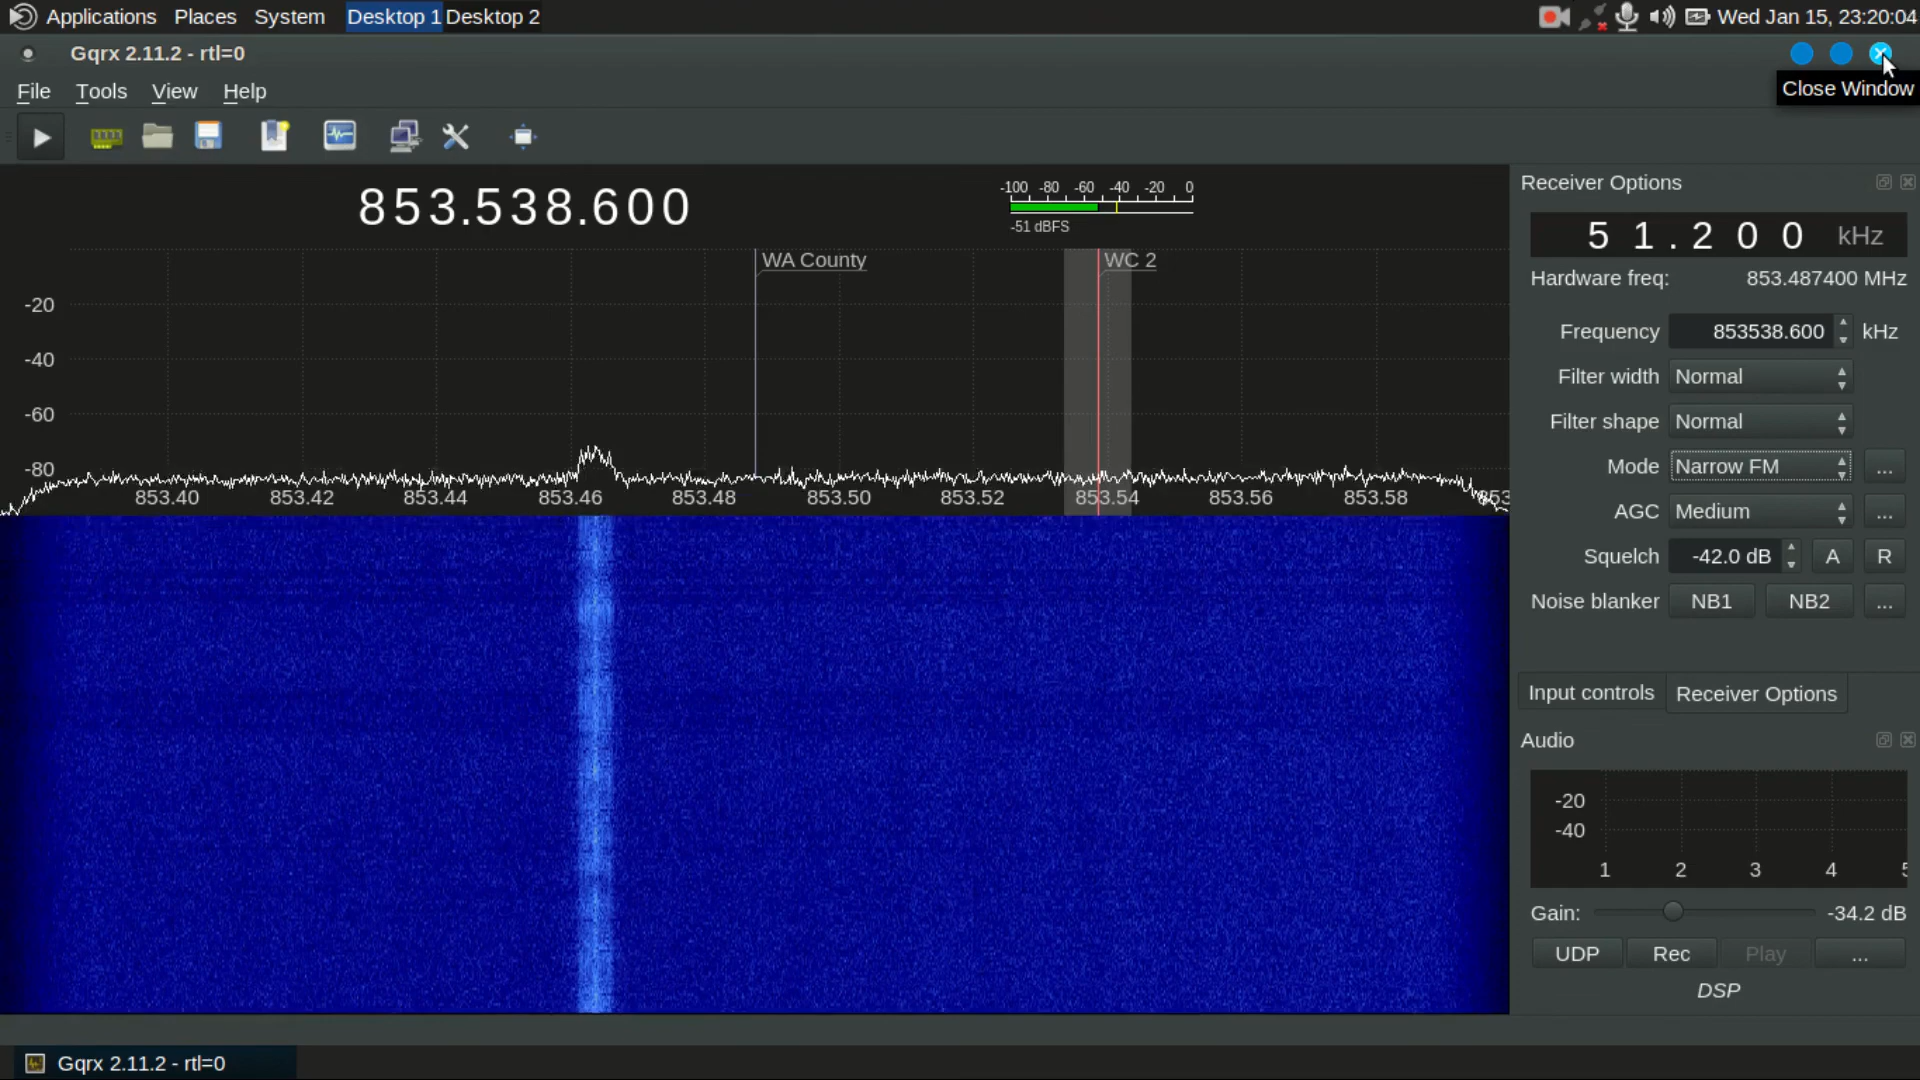 Applications Places System Desktop 1 Desktop 2 Wed Jan 15, 23:20:04
Gqrx 2.11.2 - rtl=0
Close Window
File Tools View Help
853.538.600
-100 -80 -60 -40 -20 0
-51 dBFS
WA County
WC 2
-20
-40
-60
-80
853.40 853.42 853.44 853.46 853.48 853.50 853.52 853.54 853.56 853.58 853
Receiver Options
51.200 kHz
Hardware freq: 853.487400 MHz
Frequency 853538.600 kHz
Filter width Normal
Filter shape Normal
Mode Narrow FM ...
AGC Medium ...
Squelch -42.0 dB A R
Noise blanker NB1 NB2 ...
Input controls Receiver Options
Audio
-20
-40
1 2 3 4 5
Gain: -34.2 dB
UDP Rec Play ...
DSP
Gqrx 2.11.2 - rtl=0